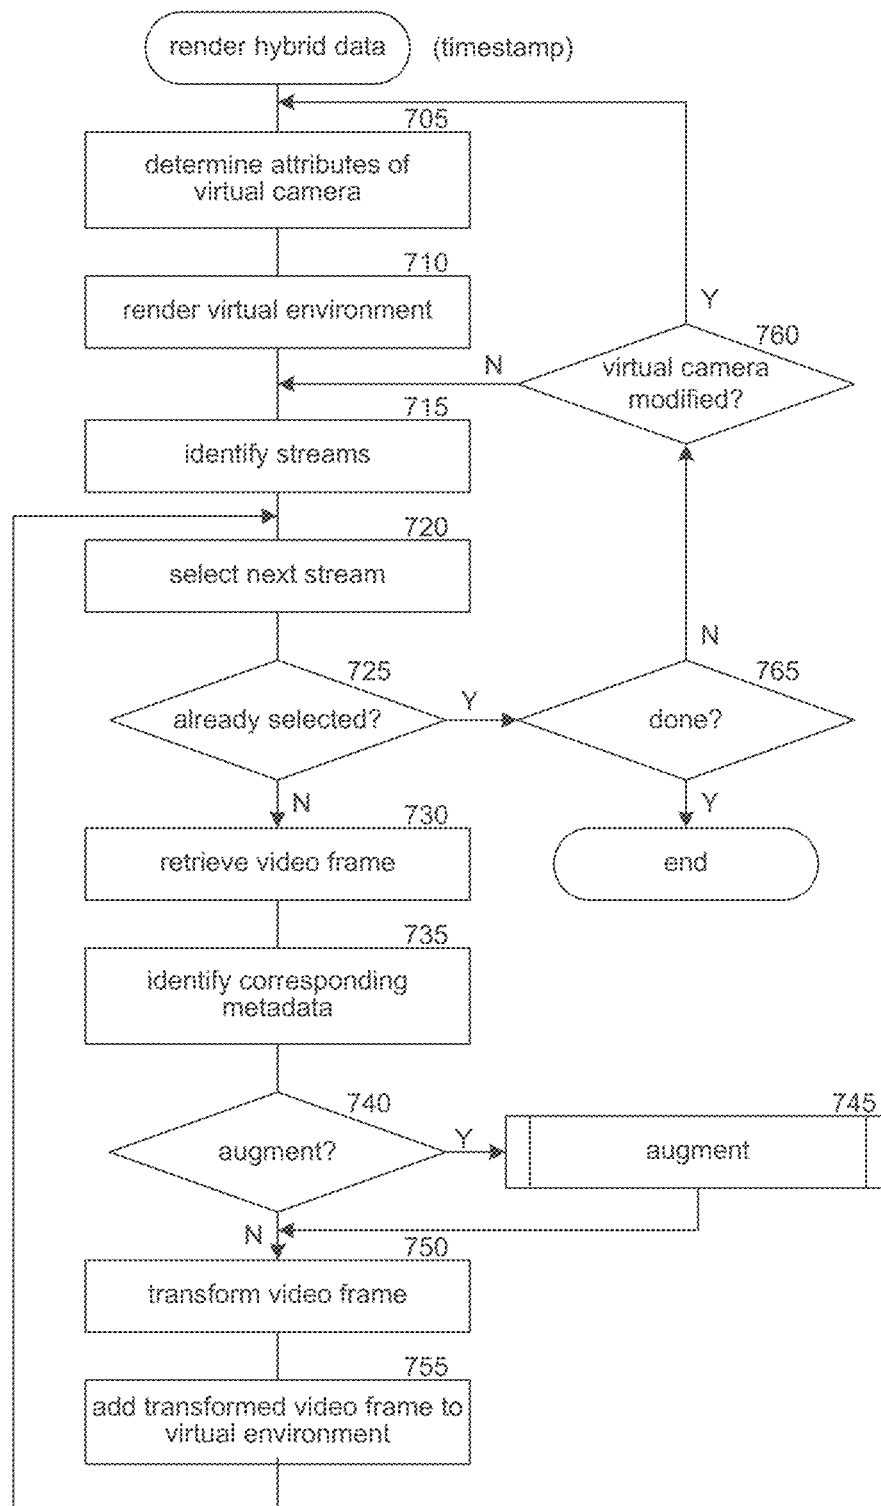 render hybrid data (timestamp)
705
determine attributes of
virtual camera
710
render virtual environment
Y
760
virtual camera
modified?
N
715
identify streams
720
select next stream
725
already selected?
Y
N
765
done?
N
Y
end
730
retrieve video frame
735
identify corresponding
metadata
740
augment?
Y
745
augment
N
750
transform video frame
755
add transformed video frame to
virtual environment